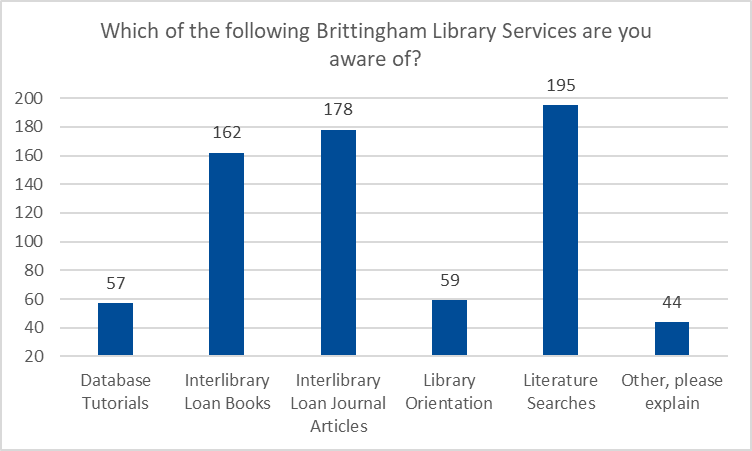 Which of the following Brittingham Library Services are you
aware of?
200
180
160
140
120
100
80
60
40
20
57
162
178
59
195
44
Database
Tutorials
Interlibrary
Loan Books
Interlibrary
Loan Journal
Articles
Library
Orientation
Literature
Searches
Other, please
explain